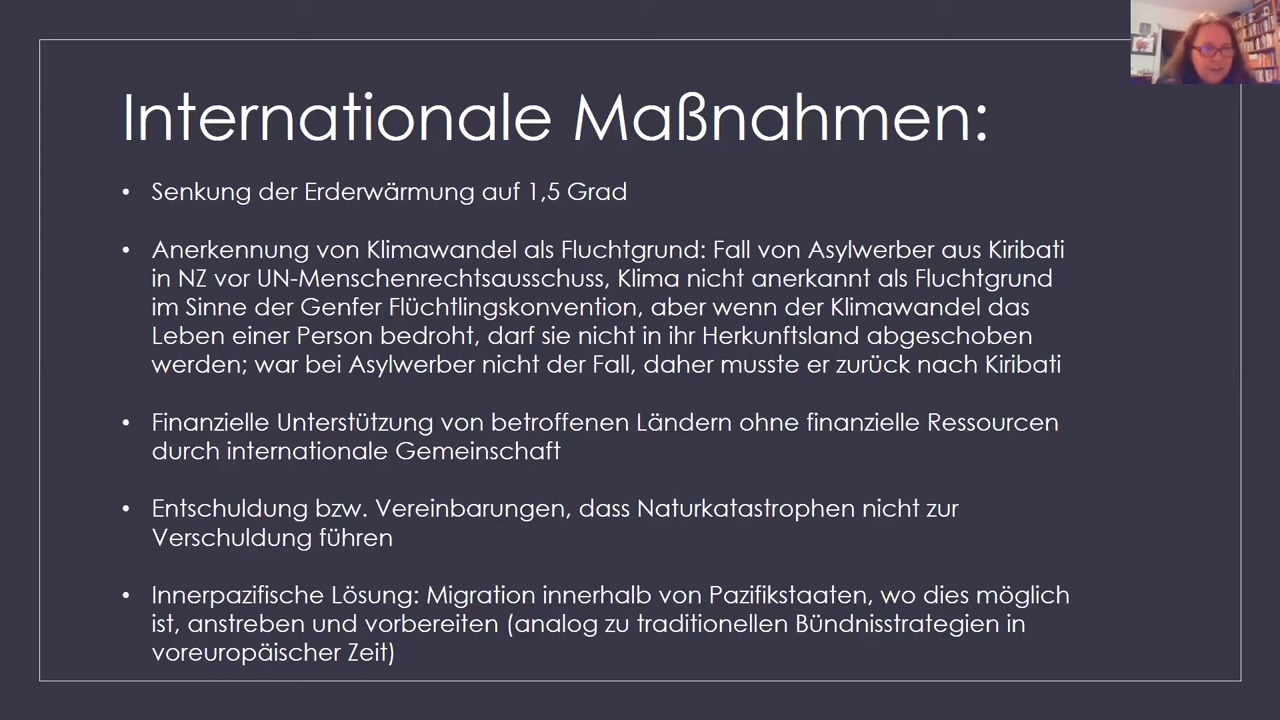 Internationale Maßnahmen:
• Senkung der Erderwärmung auf 1,5 Grad
• Anerkennung von Klimawandel als Fluchtgrund: Fall von Asylwerber aus Kiribati
in NZ vor UN-Menschenrechtsausschuss, Klima nicht anerkannt als Fluchtgrund
im Sinne der Genfer Flüchtlingskonvention, aber wenn der Klimawandel das
Leben einer Person bedroht, darf sie nicht in ihr Herkunftsland abgeschoben
werden; war bei Asylwerber nicht der Fall, daher musste er zurück nach Kiribati
• Finanzielle Unterstützung von betroffenen Ländern ohne finanzielle Ressourcen
durch internationale Gemeinschaft
• Entschuldung bzw. Vereinbarungen, dass Naturkatastrophen nicht zur
Verschuldung führen
• Innerpazifische Lösung: Migration innerhalb von Pazifikstaaten, wo dies möglich
ist, anstreben und vorbereiten (analog zu traditionellen Bündnisstrategien in
voreuropäischer Zeit)